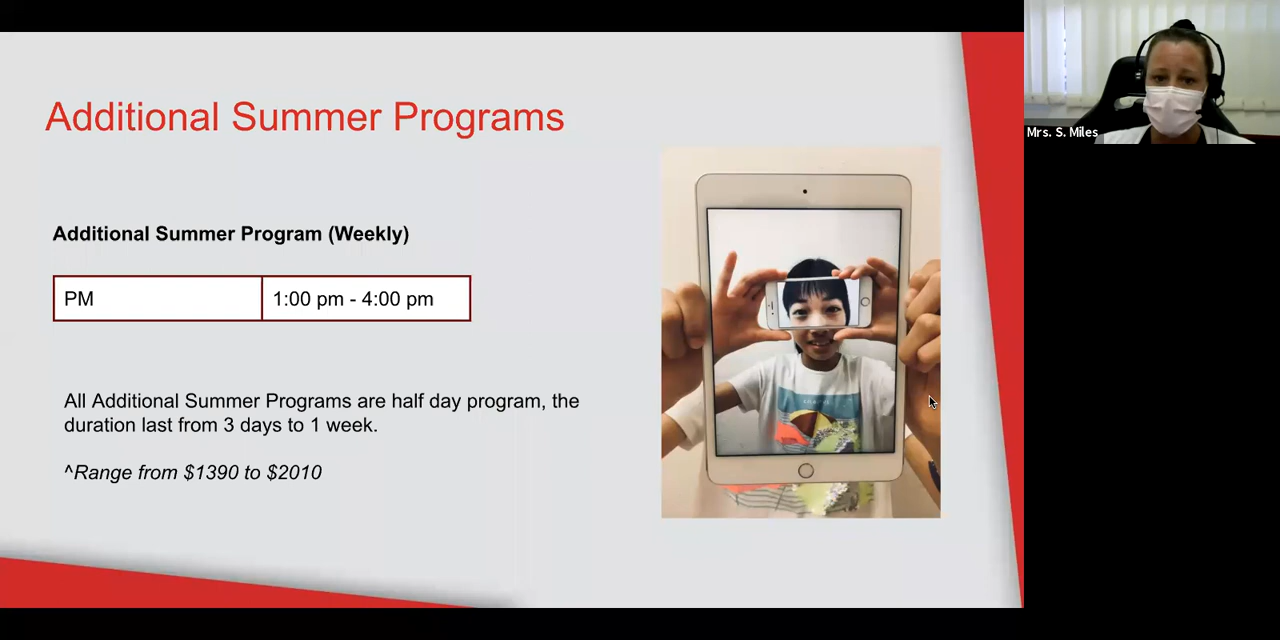 Additional Summer Programs
Additional Summer Program (Weekly)
PM 1:00 pm - 4:00 pm
All Additional Summer Programs are half day program, the
duration last from 3 days to 1 week.
^Range from $1390 to $2010
Mrs. S. Miles